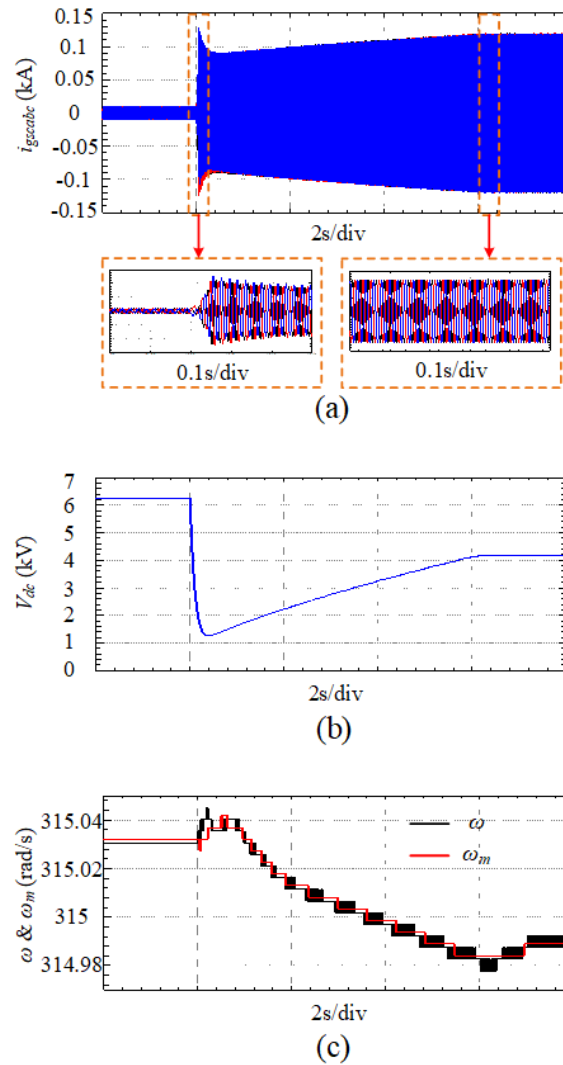 0.15
0.10
0.05
0
-0.05
-0.1
-0.15
i_gscabc (kA)
2s/div
0.1s/div
0.1s/div
(a)
7
6
5
4
3
2
1
0
V_dc (kV)
2s/div
(b)
315.04
315.02
315
314.98
ω & ω_m (rad/s)
ω
ω_m
2s/div
(c)